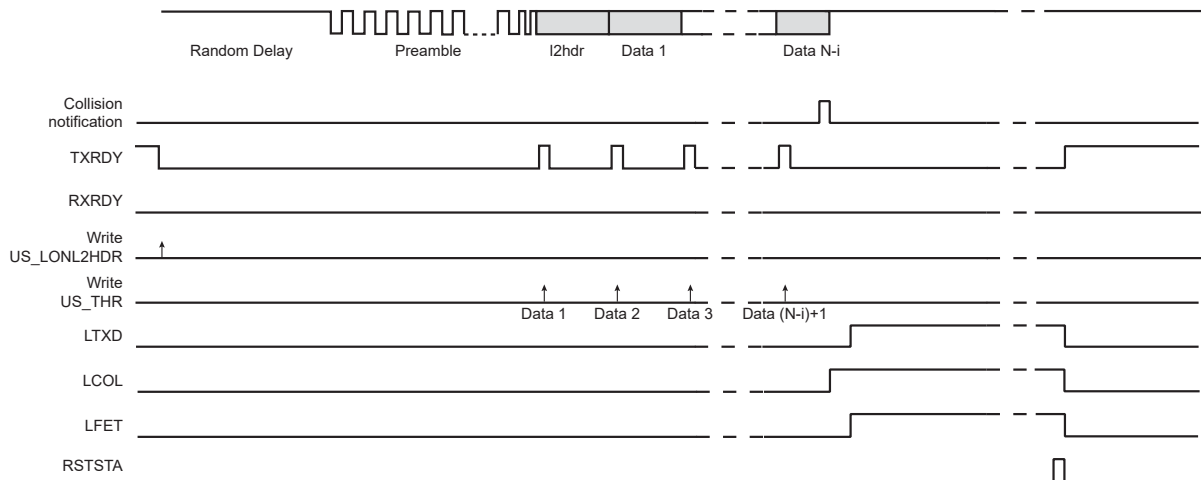 Random Delay Preamble l2hdr Data 1 Data N-i
Collision
notification
TXRDY
RXRDY
Write
US_LONL2HDR
Write
US_THR
Data 1 Data 2 Data 3 Data (N-i)+1
LTXD
LCOL
LFET
RSTSTA